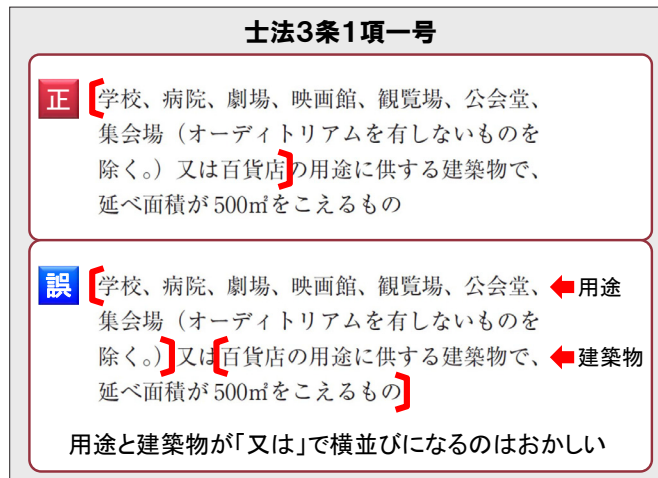 士法3条1項一号
正 学校、病院、劇場、映画館、観覧場、公会堂、
集会場（オーディトリアムを有しないものを
除く。）又は百貨店の用途に供する建築物で、
延べ面積が500㎡をこえるもの
誤 学校、病院、劇場、映画館、観覧場、公会堂、 用途
集会場（オーディトリアムを有しないものを
除く。）又は百貨店の用途に供する建築物で、 建築物
延べ面積が500㎡をこえるもの
用途と建築物が「又は」で横並びになるのはおかしい